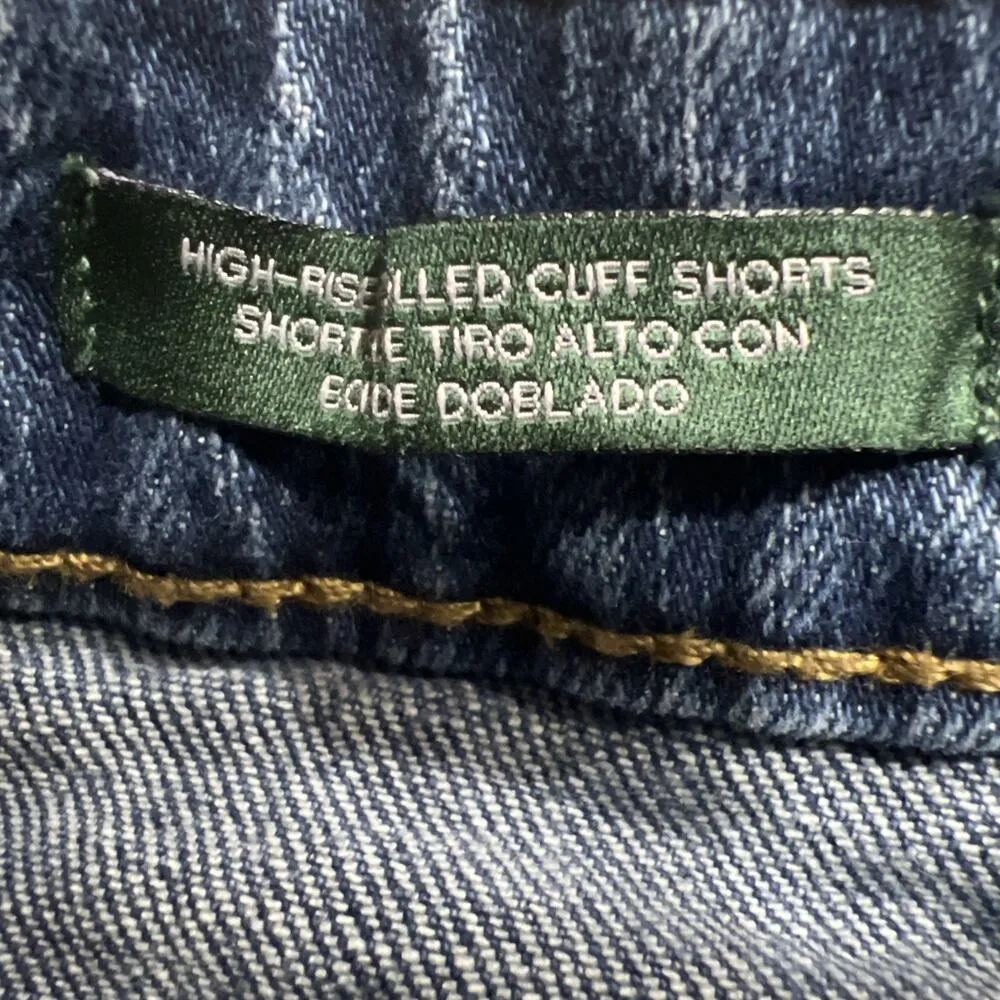 HIGH-RISE CUFF SHORTS
SHORT TIRO ALTO CON
DOBLADO